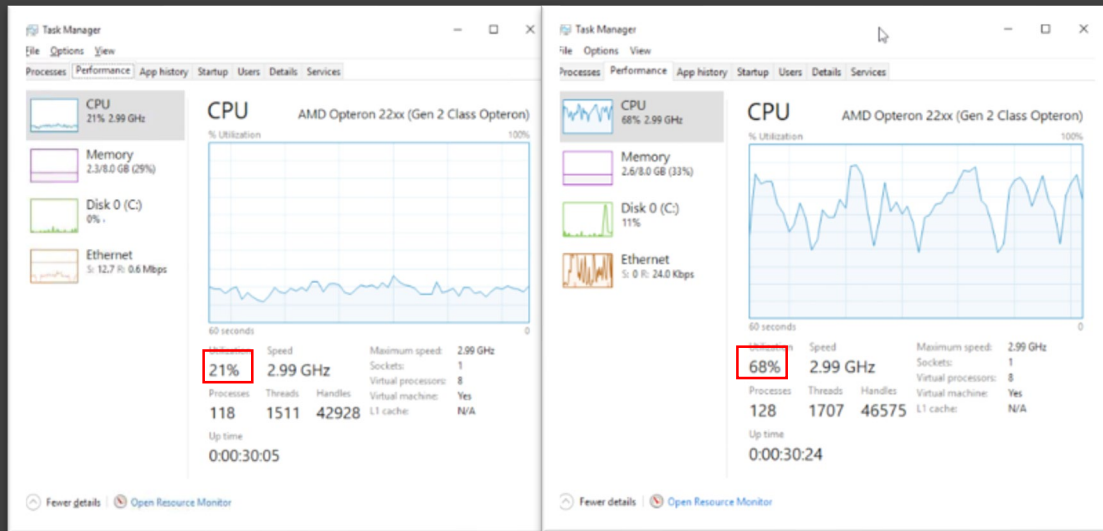 Task Manager
File Options View
Processes Performance App history Startup Users Details Services
CPU
21% 2.99 GHz
Memory
2.3/8.0 GB (29%)
Disk 0 (C:)
0%
Ethernet
S: 12.7 R: 0.6 Mbps
CPU
AMD Opteron 22xx (Gen 2 Class Opteron)
% Utilization 100%
60 seconds 0
Utilization Speed
21% 2.99 GHz
Processes Threads Handles
118 1511 42928
Up time
0:00:30:05
Maximum speed: 2.99 GHz
Sockets: 1
Virtual processors: 8
Virtual machine: Yes
L1 cache: N/A
Fewer details Open Resource Monitor
Task Manager
File Options View
Processes Performance App history Startup Users Details Services
CPU
68% 2.99 GHz
Memory
2.6/8.0 GB (33%)
Disk 0 (C:)
11%
Ethernet
S: 0 R: 24.0 Kbps
CPU
AMD Opteron 22xx (Gen 2 Class Opteron)
% Utilization 100%
60 seconds 0
Utilization Speed
68% 2.99 GHz
Processes Threads Handles
128 1707 46575
Up time
0:00:30:24
Maximum speed: 2.99 GHz
Sockets: 1
Virtual processors: 8
Virtual machine: Yes
L1 cache: N/A
Fewer details Open Resource Monitor